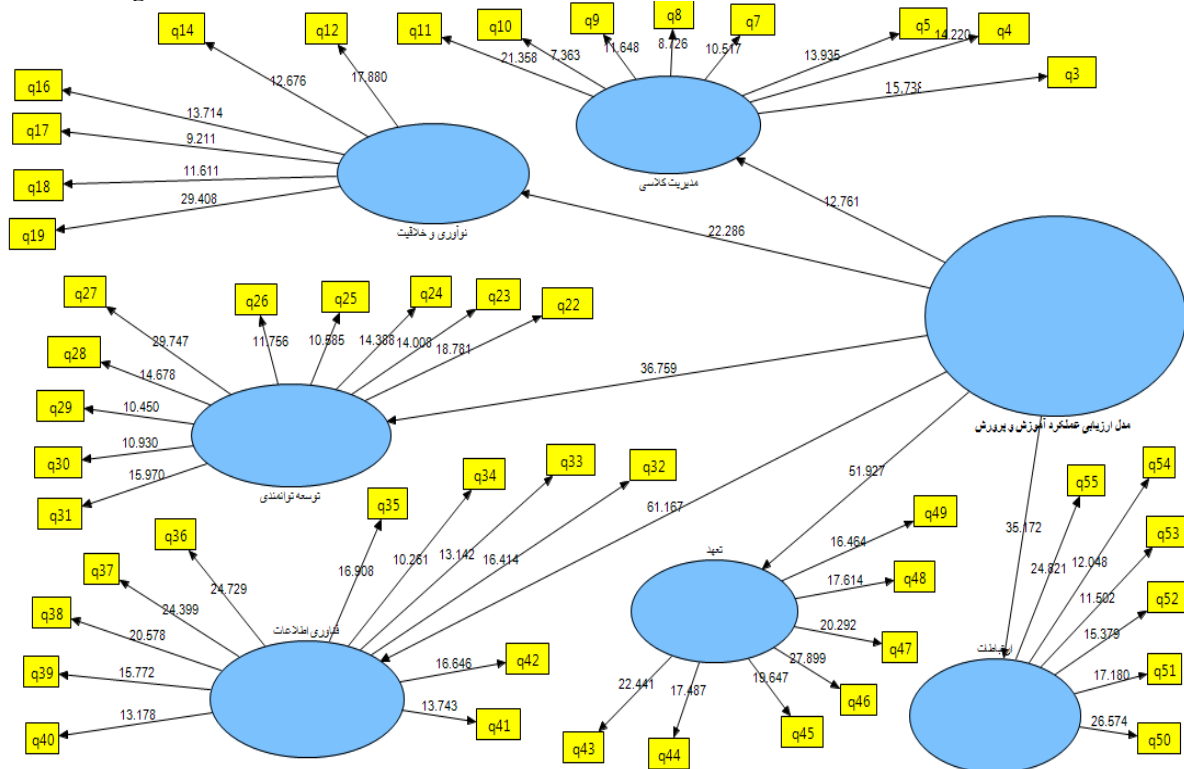 q14
q12
q11
q10
q9
q8
q7
q5
q4
q3
12.676
17.880
21.358
7.363
11.648
8.726
10.517
13.935
14.220
15.738
q16
q17
q18
q19
13.714
9.211
11.611
29.408
نوآوری و خلاقیت
مدیریت کلاسی
12.761
22.286
q27
q26
q25
q24
q23
q22
29.747
11.756
10.585
14.388
14.008
18.781
q28
q29
q30
q31
14.678
10.450
10.930
15.970
توسعه توانمندی
36.759
مدل ارزیابی عملکرد آموزش و پرورش
51.927
61.167
35.172
q36
q35
q34
q33
q32
24.729
16.908
10.261
13.142
16.414
q37
q38
q39
q40
24.399
20.578
15.772
13.178
فناوری اطلاعات
q42
q41
16.646
13.743
تعهد
q49
q48
q47
q46
q45
q44
q43
16.464
17.614
20.292
27.899
19.647
17.487
22.441
q55
q54
q53
q52
q51
q50
24.821
12.048
11.502
15.379
17.180
26.574
ارتباطات